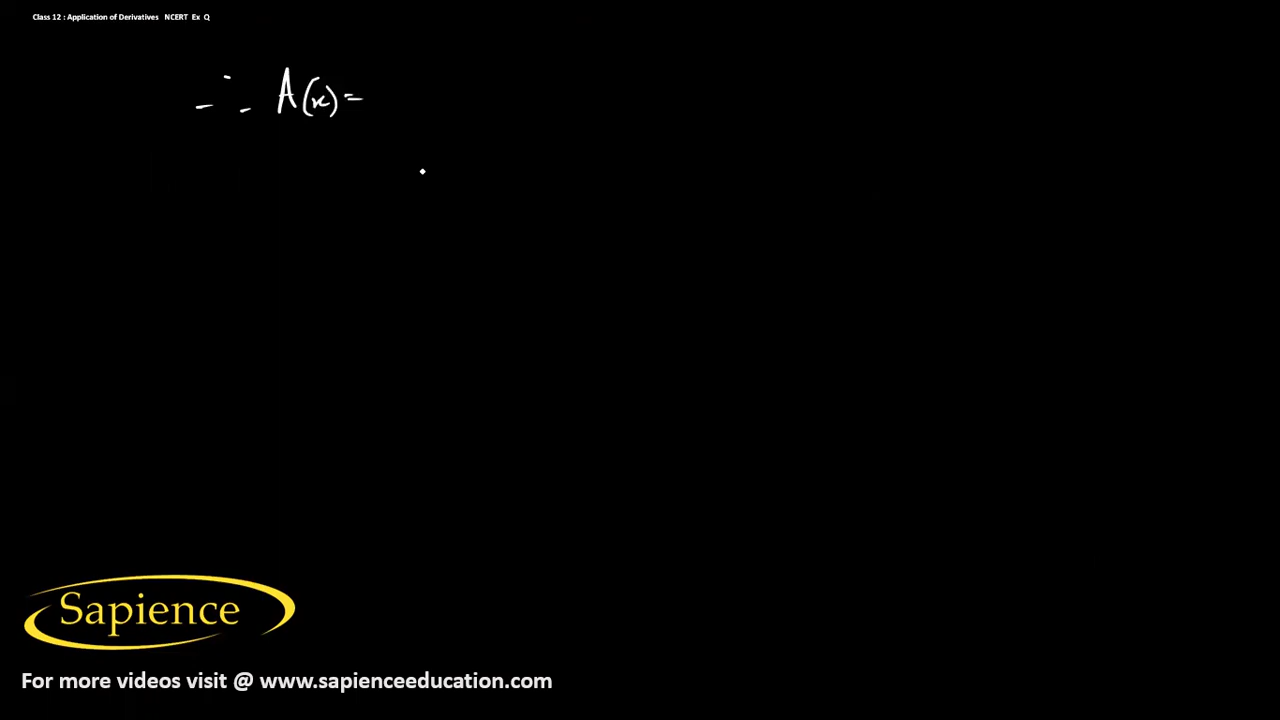 Class 12 : Application of Derivatives NCERT Ex Q
∴ A(x)=
Sapience
For more videos visit @ www.sapienceeducation.com